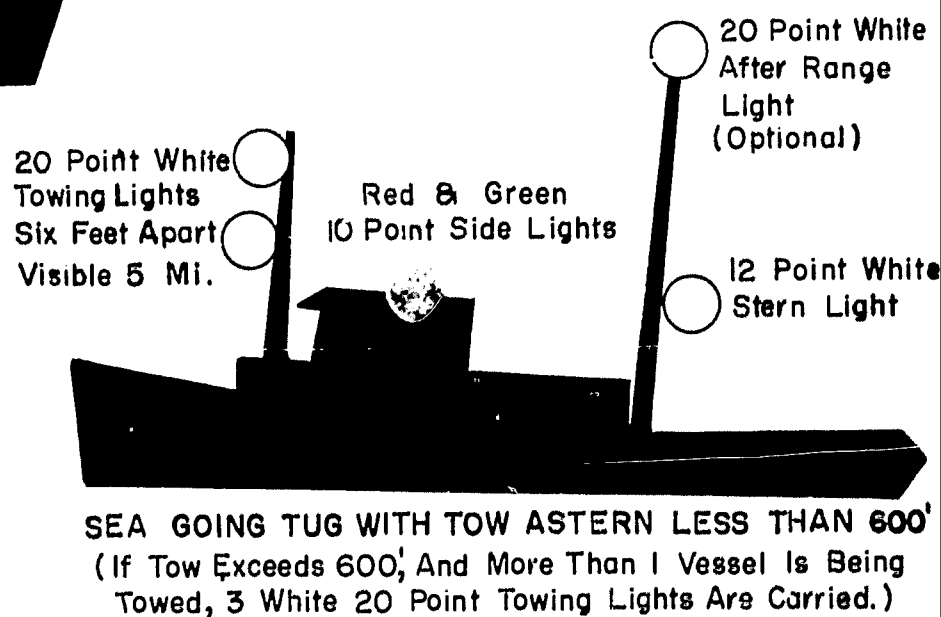 20 Point White
After Range
Light
(Optional)
20 Point White
Towing Lights
Six Feet Apart
Visible 5 Mi.
Red & Green
10 Point Side Lights
12 Point White
Stern Light
SEA GOING TUG WITH TOW ASTERN LESS THAN 600'
(If Tow Exceeds 600', And More Than 1 Vessel Is Being
Towed, 3 White 20 Point Towing Lights Are Carried.)